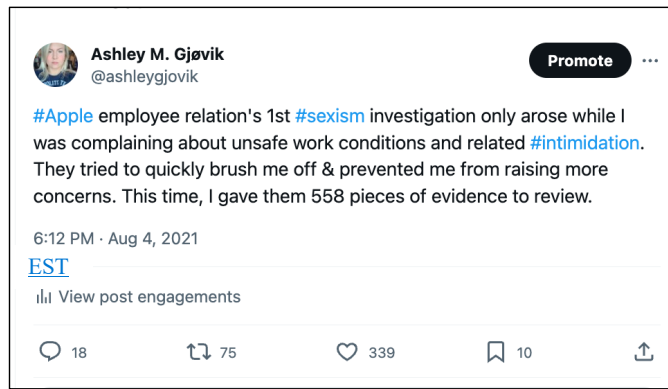 Ashley M. Gjøvik
@ashleygjovik
Promote
#Apple employee relation's 1st #sexism investigation only arose while I
was complaining about unsafe work conditions and related #intimidation.
They tried to quickly brush me off & prevented me from raising more
concerns. This time, I gave them 558 pieces of evidence to review.
6:12 PM · Aug 4, 2021
EST
View post engagements
18 75 339 10